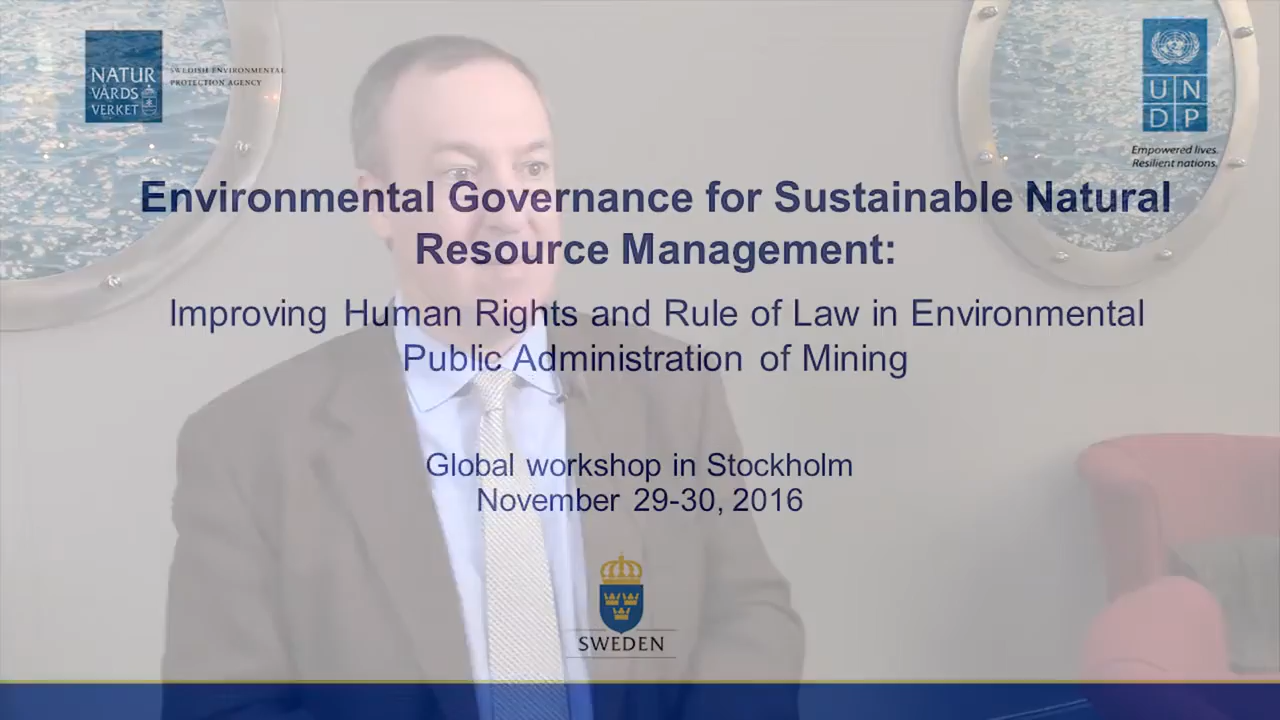 NATUR
VÅRDS
VERKET
SWEDISH ENVIRONMENTAL
PROTECTION AGENCY
U N
D P
Empowered lives.
Resilient nations.
Environmental Governance for Sustainable Natural
Resource Management:
Improving Human Rights and Rule of Law in Environmental
Public Administration of Mining
Global workshop in Stockholm
November 29-30, 2016
SWEDEN